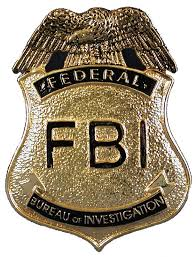 FEDERAL
FBI
BUREAU OF INVESTIGATION